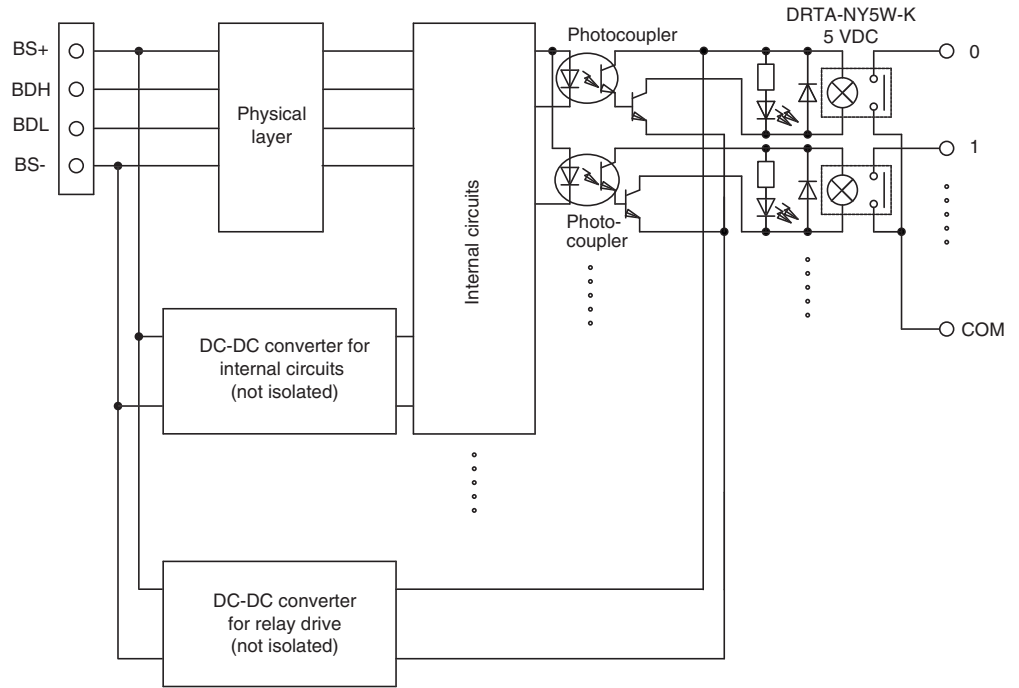 DRTA-NY5W-K
5 VDC
Photocoupler
BS+
BDH
BDL
BS-
Physical
layer
Internal circuits
0
1
Photo-
coupler
COM
DC-DC converter for
internal circuits
(not isolated)
DC-DC converter
for relay drive
(not isolated)